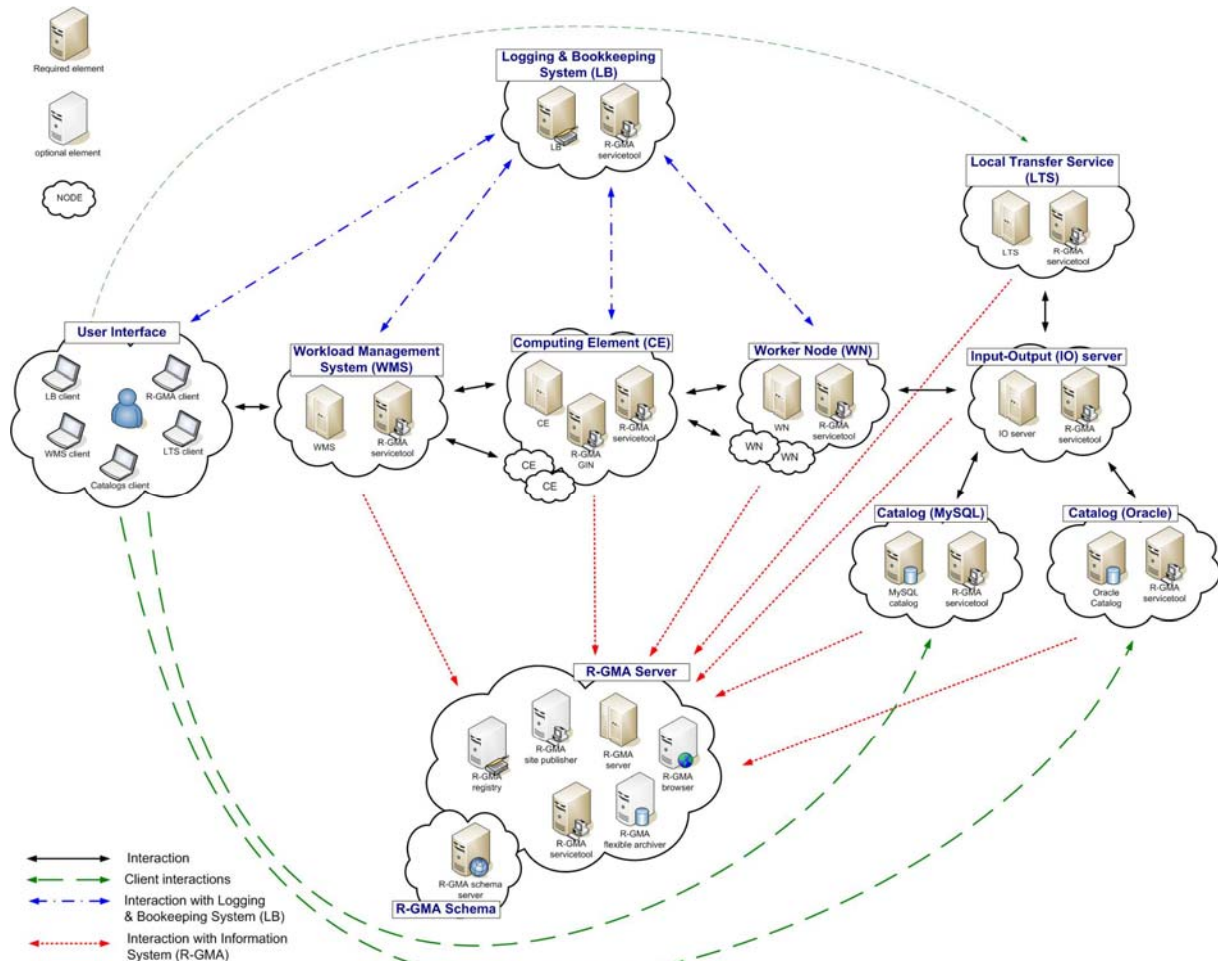 Required element
optional element
NODE
Logging & Bookkeeping
System (LB)
LB
R-GMA
servicetool
Local Transfer Service
(LTS)
LTS
R-GMA
servicetool
User Interface
LB client
R-GMA client
WMS client
LTS client
Catalogs client
Workload Management
System (WMS)
WMS
R-GMA
servicetool
Computing Element (CE)
CE
R-GMA
servicetool
R-GMA
GIN
CE
CE
Worker Node (WN)
WN
R-GMA
servicetool
WN
WN
Input-Output (IO) server
IO server
R-GMA
servicetool
Catalog (MySQL)
MySQL
catalog
R-GMA
servicetool
Catalog (Oracle)
Oracle
Catalog
R-GMA
servicetool
R-GMA Server
R-GMA
registry
R-GMA
site publisher
R-GMA
server
R-GMA
browser
R-GMA
servicetool
R-GMA
flexible archiver
R-GMA schema
server
R-GMA Schema
Interaction
Client interactions
Interaction with Logging
& Bookeeping System (LB)
Interaction with Information
System (R-GMA)